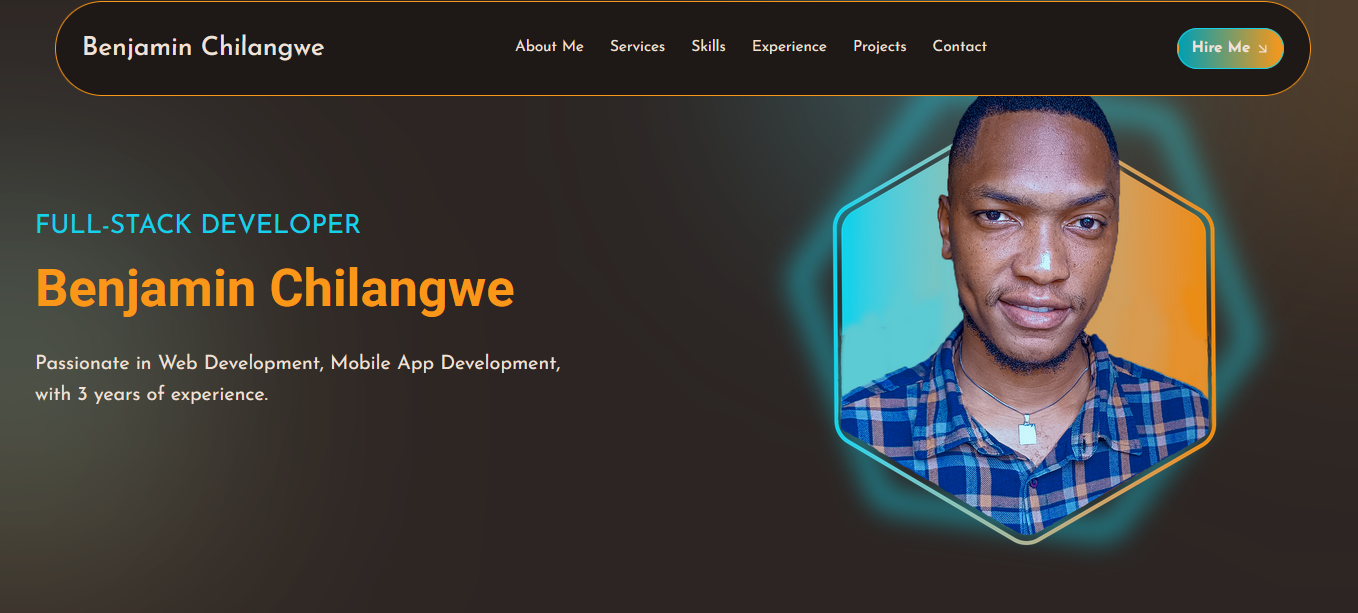 Benjamin Chilangwe
About Me Services Skills Experience Projects Contact
Hire Me
FULL-STACK DEVELOPER
Benjamin Chilangwe
Passionate in Web Development, Mobile App Development,
with 3 years of experience.